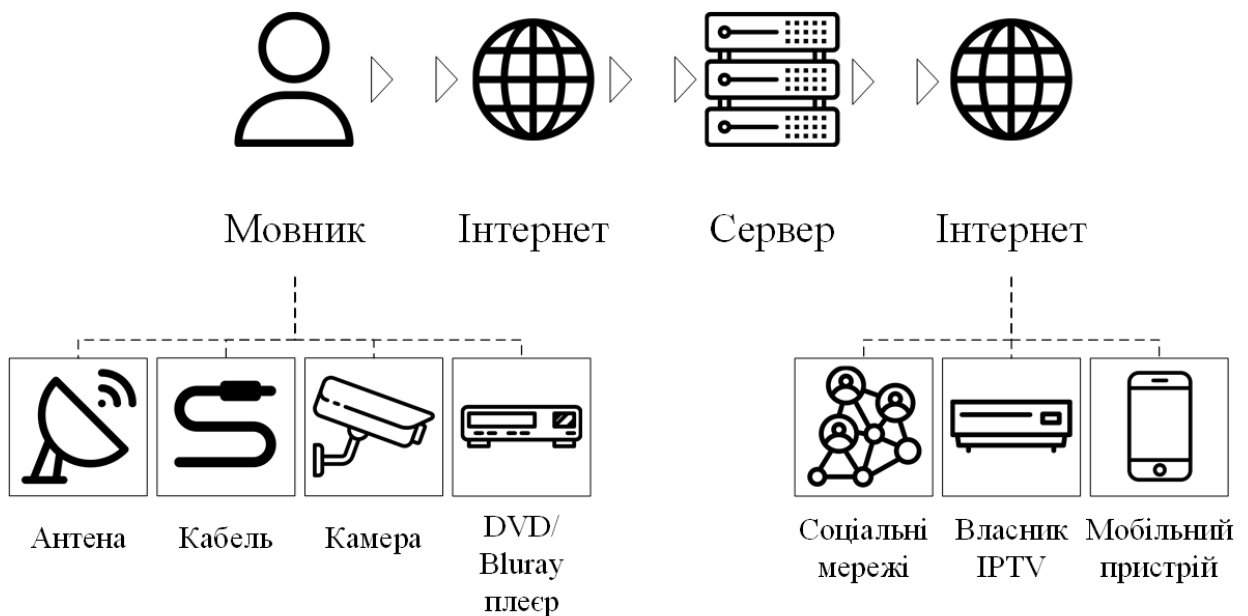 Мовник
Інтернет
Сервер
Інтернет
Антена
Кабель
Камера
DVD/
Bluray
плеєр
Соціальні
мережі
Власник
IPTV
Мобільний
пристрій